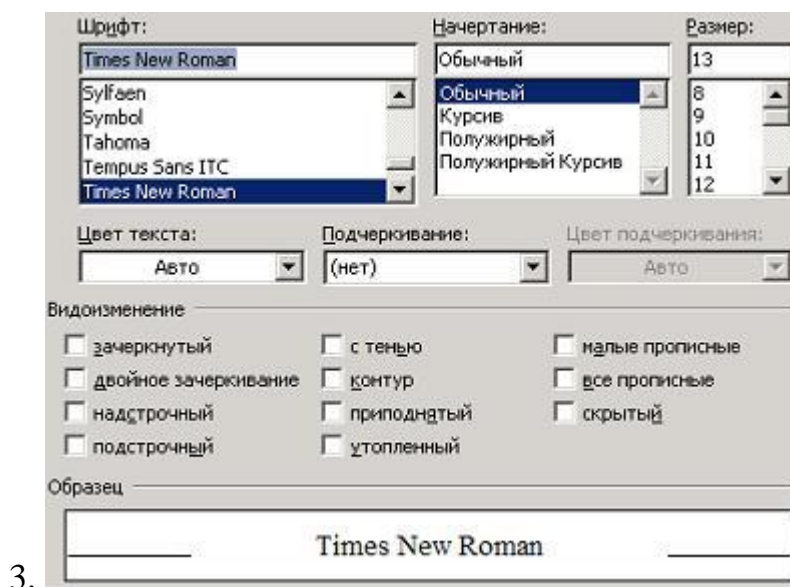 Шрифт: Начертание: Размер:
Times New Roman Обычный 13
Sylfaen Обычный 8
Symbol Курсив 9
Tahoma Полужирный 10
Tempus Sans ITC Полужирный Курсив 11
Times New Roman 12
Цвет текста: Подчеркивание: Цвет подчеркивания:
Авто (нет) Авто
Видоизменение
зачеркнутый с тенью малые прописные
двойное зачеркивание контур все прописные
надстрочный приподнятый скрытый
подстрочный утопленный
Образец
Times New Roman
3.